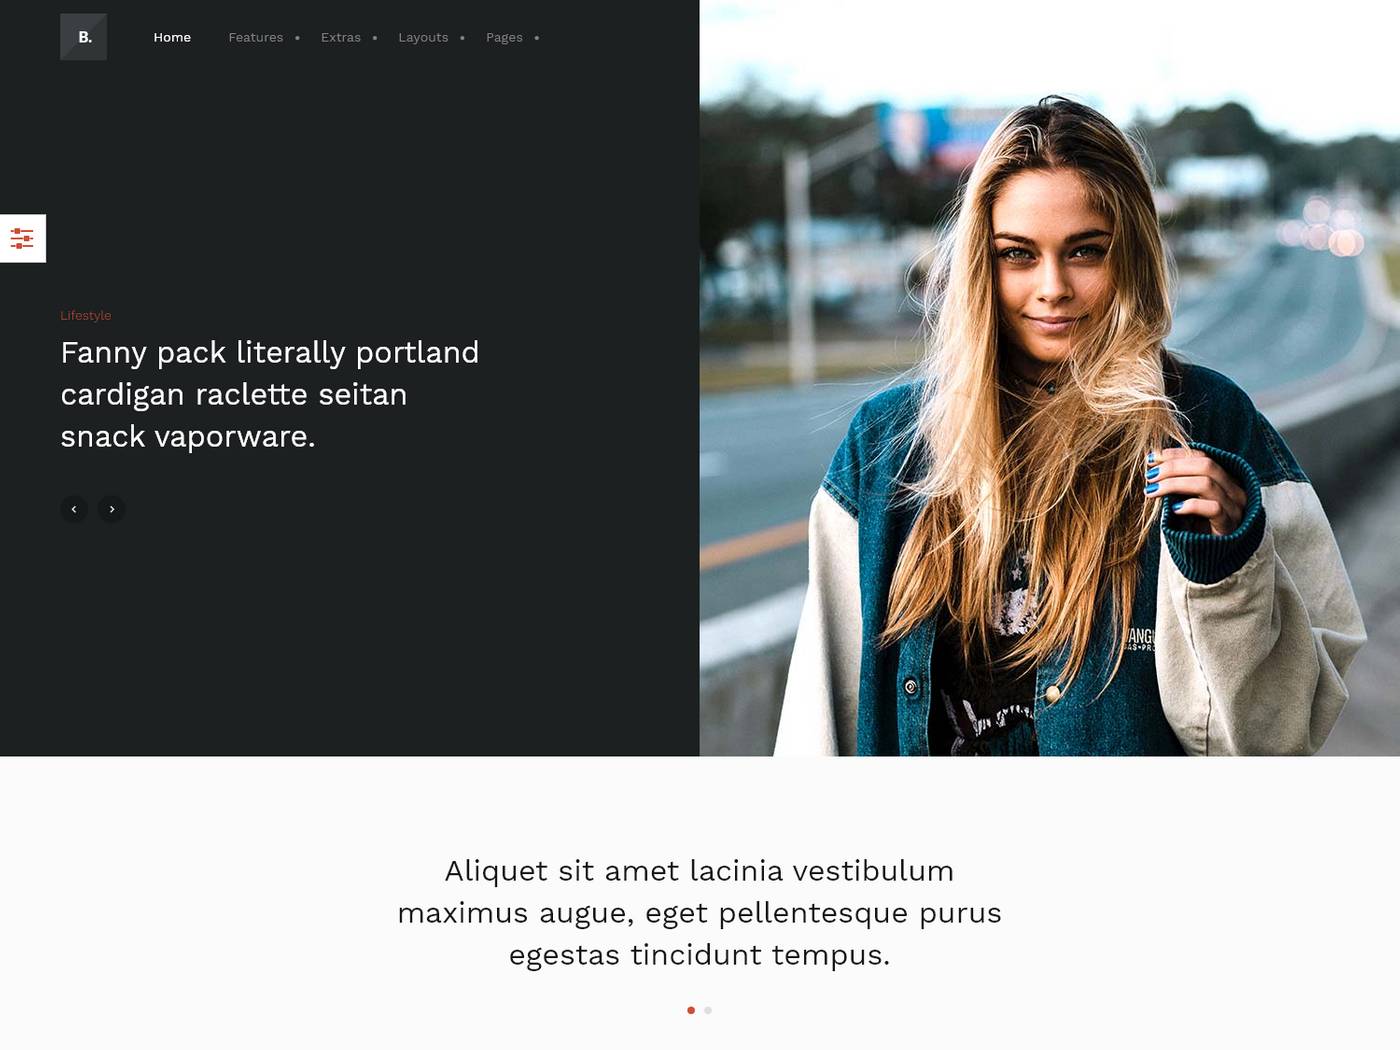 B.
Home Features Extras Layouts Pages
Lifestyle
Fanny pack literally portland
cardigan raclette seitan
snack vaporware.
Aliquet sit amet lacinia vestibulum
maximus augue, eget pellentesque purus
egestas tincidunt tempus.